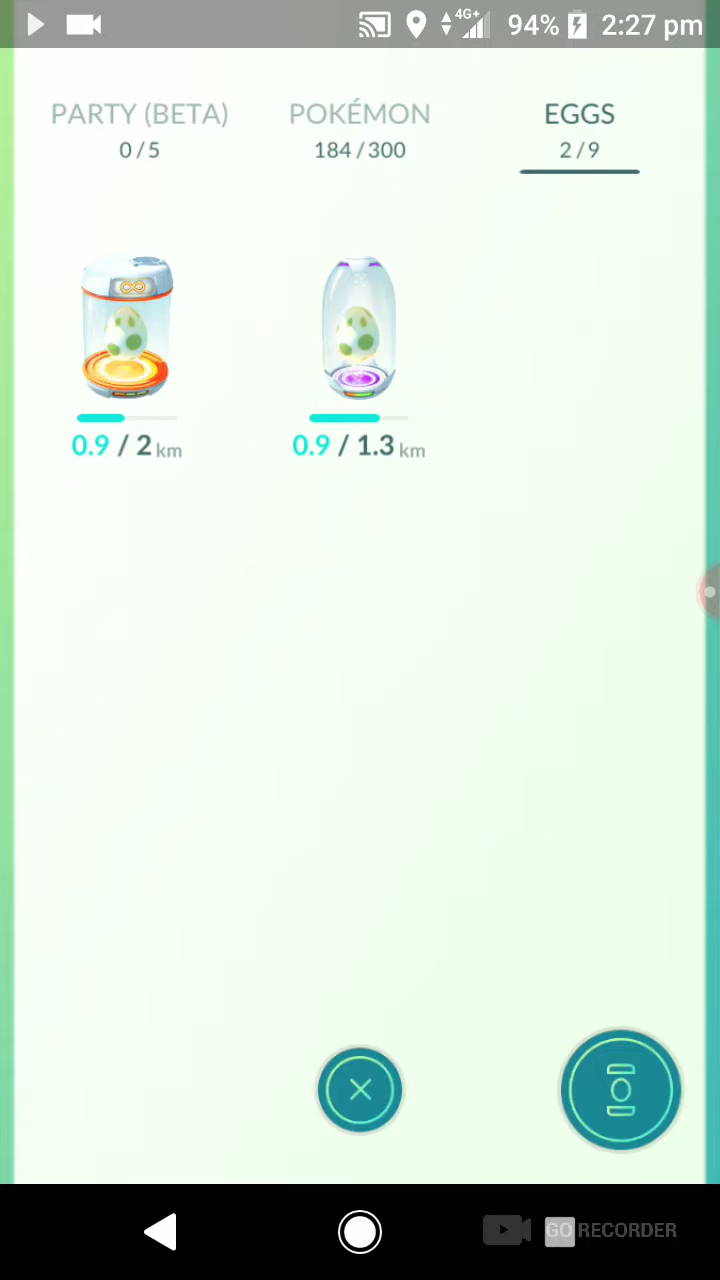 4G+ 94% 2:27 pm
PARTY (BETA) POKÉMON EGGS
0 / 5 184 / 300 2 / 9
0.9 / 2 km 0.9 / 1.3 km
GO RECORDER